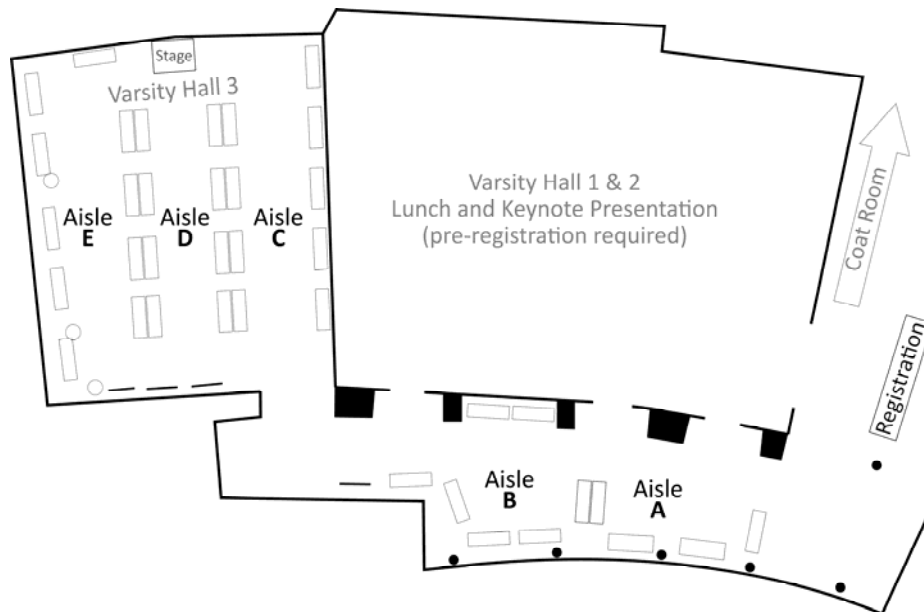 Stage
Varsity Hall 3
Aisle
E
Aisle
D
Aisle
C
Varsity Hall 1 & 2
Lunch and Keynote Presentation
(pre-registration required)
Coat Room
Registration
Aisle
B
Aisle
A